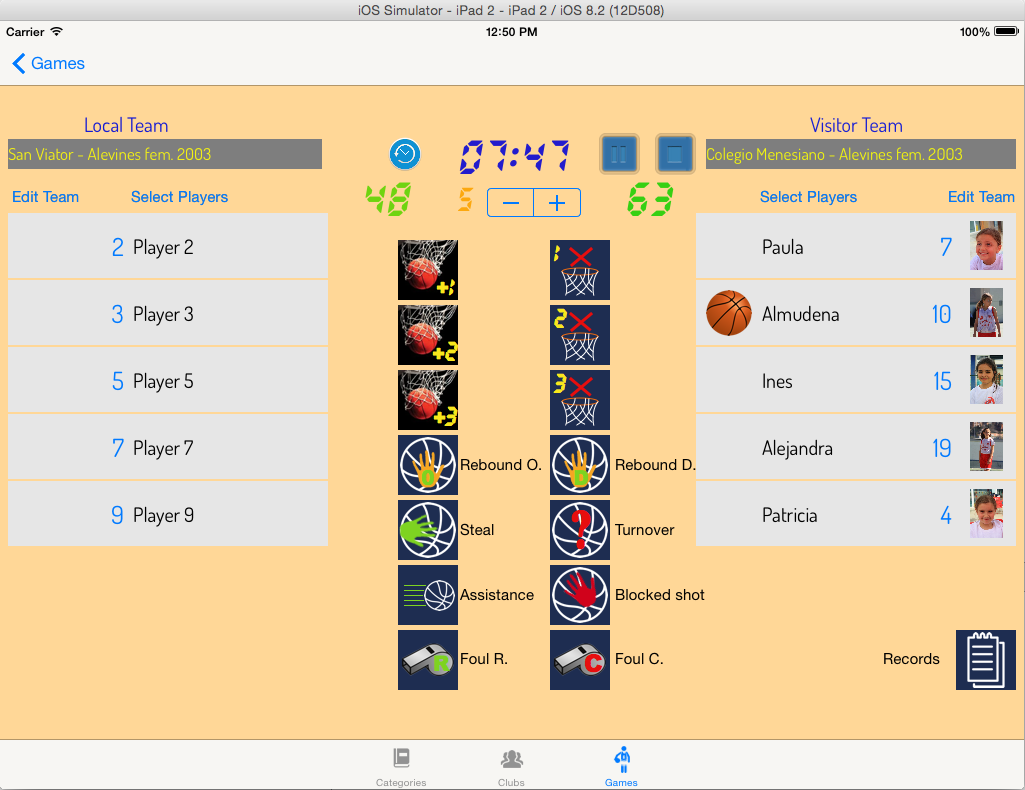 iOS Simulator - iPad 2 - iPad 2 / iOS 8.2 (12D508)
Carrier 12:50 PM 100%
Games
Local Team
San Viator - Alevines fem. 2003
Edit Team Select Players
2 Player 2
3 Player 3
5 Player 5
7 Player 7
9 Player 9
07:47
48 5 − + 63
+1 1
+2 2
+3 3
O Rebound O. D Rebound D.
Steal ? Turnover
Assistance Blocked shot
R Foul R. C Foul C.
Visitor Team
Colegio Menesiano - Alevines fem. 2003
Select Players Edit Team
Paula 7
Almudena 10
Ines 15
Alejandra 19
Patricia 4
Records
Categories Clubs Games